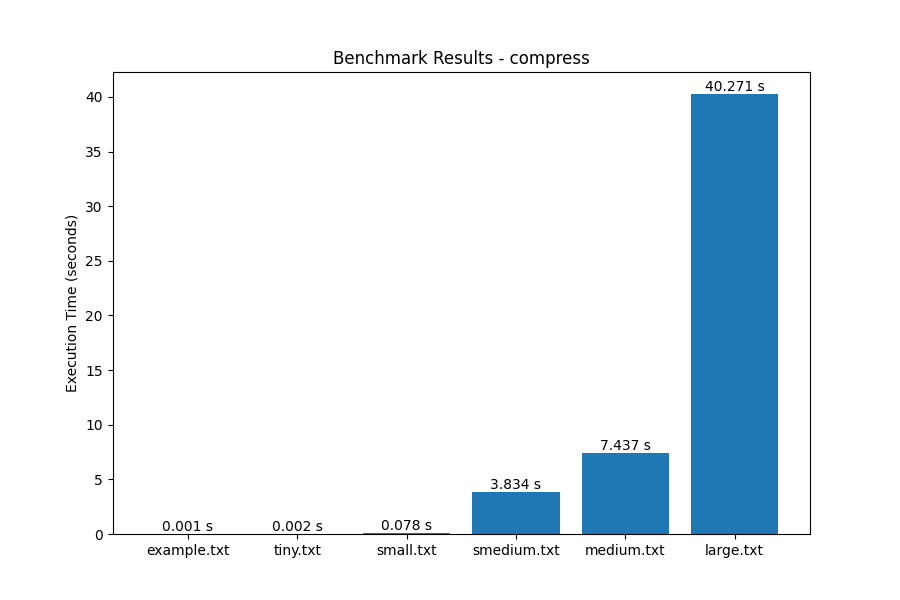 Benchmark Results - compress
Execution Time (seconds)
40
35
30
25
20
15
10
5
0
0.001 s
0.002 s
0.078 s
3.834 s
7.437 s
40.271 s
example.txt
tiny.txt
small.txt
smedium.txt
medium.txt
large.txt